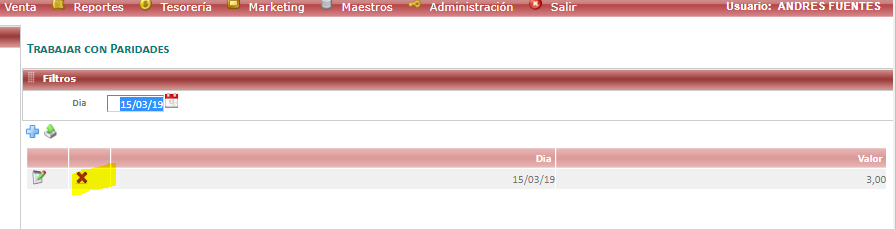 Venta Reportes Tesorería Marketing Maestros Administración Salir Usuario: ANDRES FUENTES
TRABAJAR CON PARIDADES
Filtros
Dia 15/03/19
Dia Valor
15/03/19 3,00